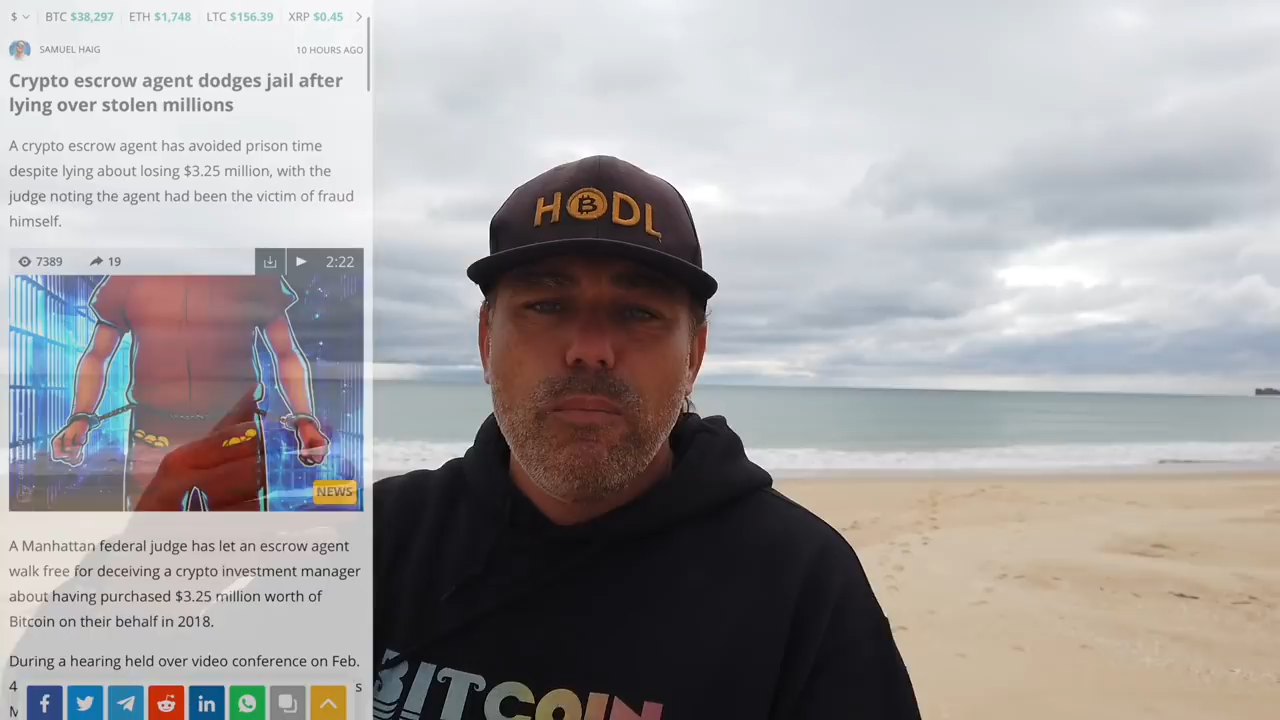 $ BTC $38,297 ETH $1,748 LTC $156.39 XRP $0.45
SAMUEL HAIG 10 HOURS AGO
Crypto escrow agent dodges jail after
lying over stolen millions
A crypto escrow agent has avoided prison time
despite lying about losing $3.25 million, with the
judge noting the agent had been the victim of fraud
himself.
7389 19 2:22
NEWS
A Manhattan federal judge has let an escrow agent
walk free for deceiving a crypto investment manager
about having purchased $3.25 million worth of
Bitcoin on their behalf in 2018.
During a hearing held over video conference on Feb.
4
HODL
BITCOIN